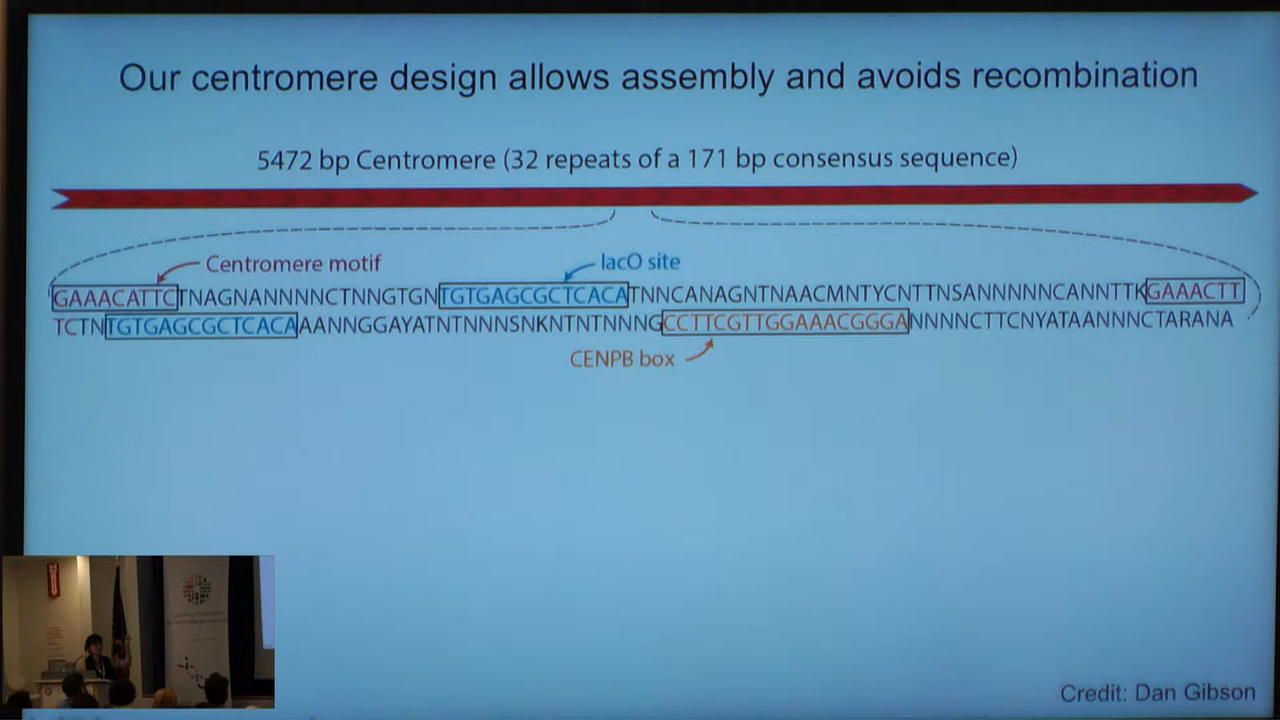 Our centromere design allows assembly and avoids recombination
5472 bp Centromere (32 repeats of a 171 bp consensus sequence)
Centromere motif
lacO site
GAAACATTCTNAGNANNNNNCTNNGTGNTGTGAGCGCTCACATNNCANAGNTNAACMNTYCNTTNSANNNNNCANNTTKGAAACTT
TCTNTGTGAGCGCTCACAAANNGGAYATNTNNNSNKNTNTNNNGCCTTCGTTGGAAACGGGANNNNCTTCNYATAANNNCTARANA
CENPB box
Credit: Dan Gibson